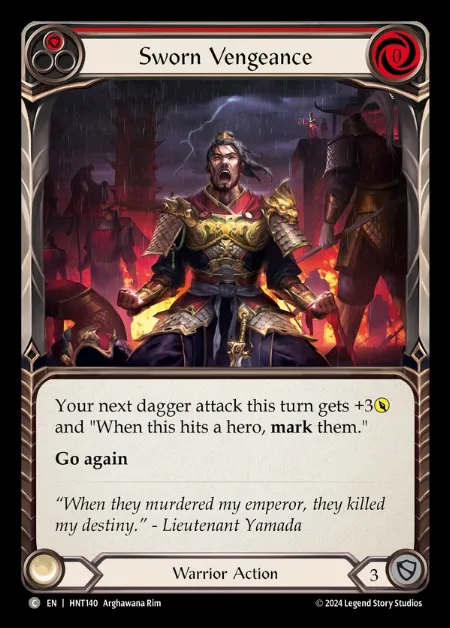 Sworn Vengeance
0
Your next dagger attack this turn gets +3
and "When this hits a hero, mark them."
Go again
“When they murdered my emperor, they killed
my destiny.” - Lieutenant Yamada
Warrior Action
3
C EN | HNT140 Arghawana Rim
© 2024 Legend Story Studios